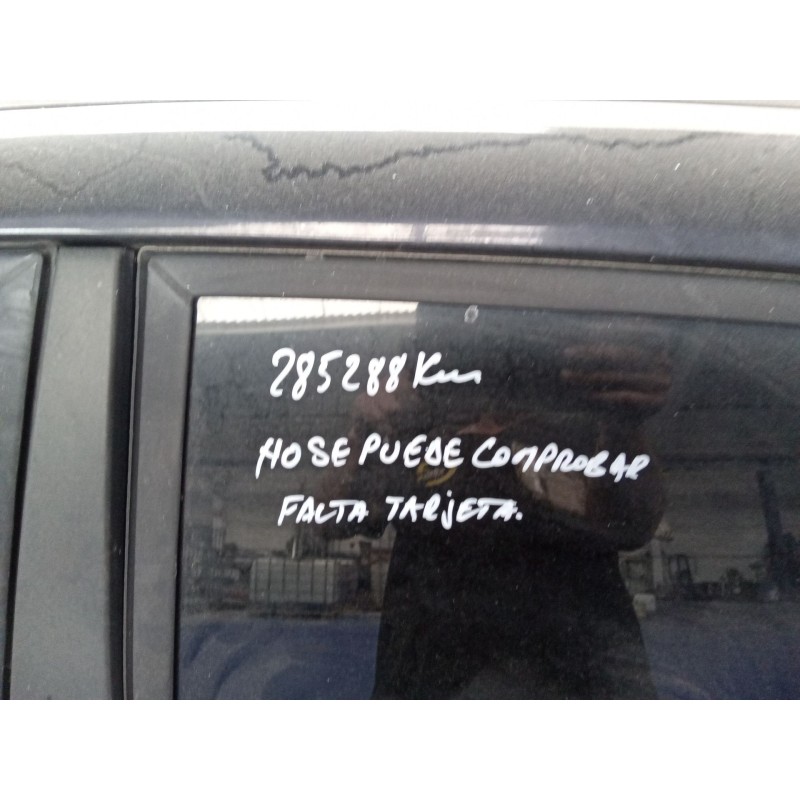 285288 Km
NO SE PUEDE COMPROBAR
FALTA TARJETA.